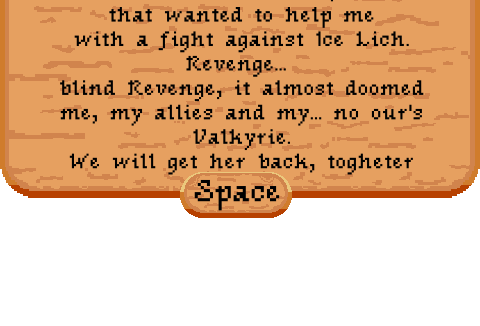 that wanted to help me
with a fight against Ice Lich.
Revenge...
blind Revenge, it almost doomed
me, my allies and my... no our's
Valkyrie.
We will get her back, togheter
Space